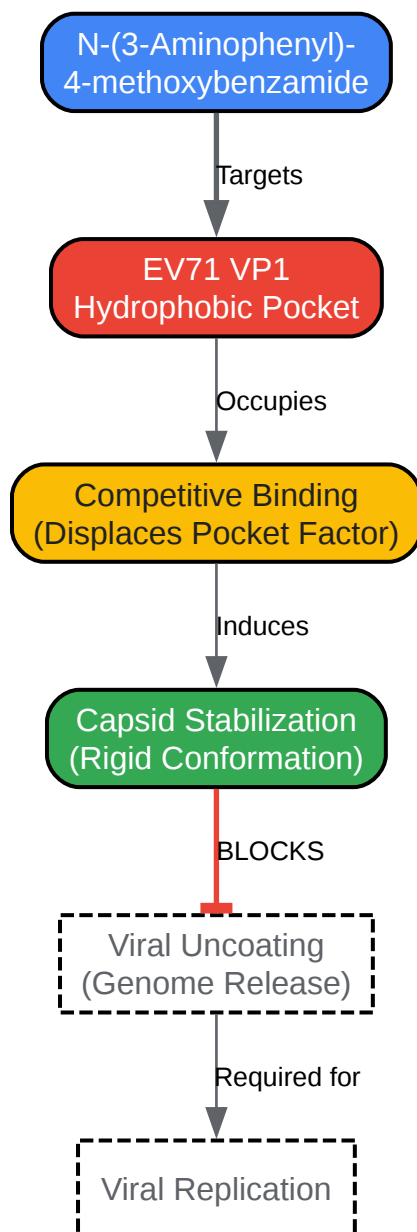 N-(3-Aminophenyl)-
4-methoxybenzamide
Targets
EV71 VP1
Hydrophobic Pocket
Occupies
Competitive Binding
(Displaces Pocket Factor)
Induces
Capsid Stabilization
(Rigid Conformation)
BLOCKS
Viral Uncoating
(Genome Release)
Required for
Viral Replication